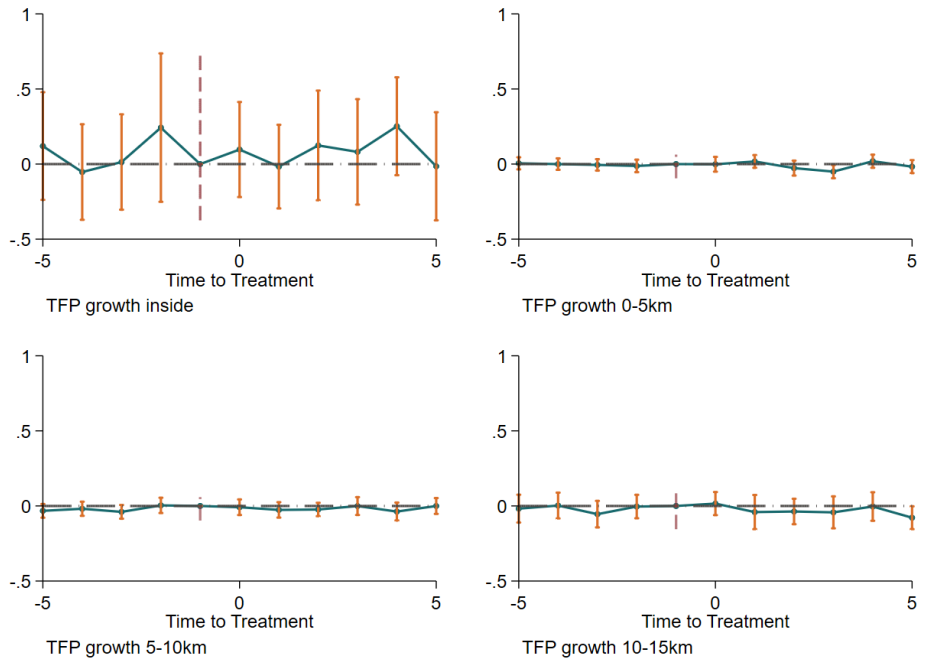 1
.5
0
-.5
-5 0 5
Time to Treatment
TFP growth inside
1
.5
0
-.5
-5 0 5
Time to Treatment
TFP growth 0-5km
1
.5
0
-.5
-5 0 5
Time to Treatment
TFP growth 5-10km
1
.5
0
-.5
-5 0 5
Time to Treatment
TFP growth 10-15km